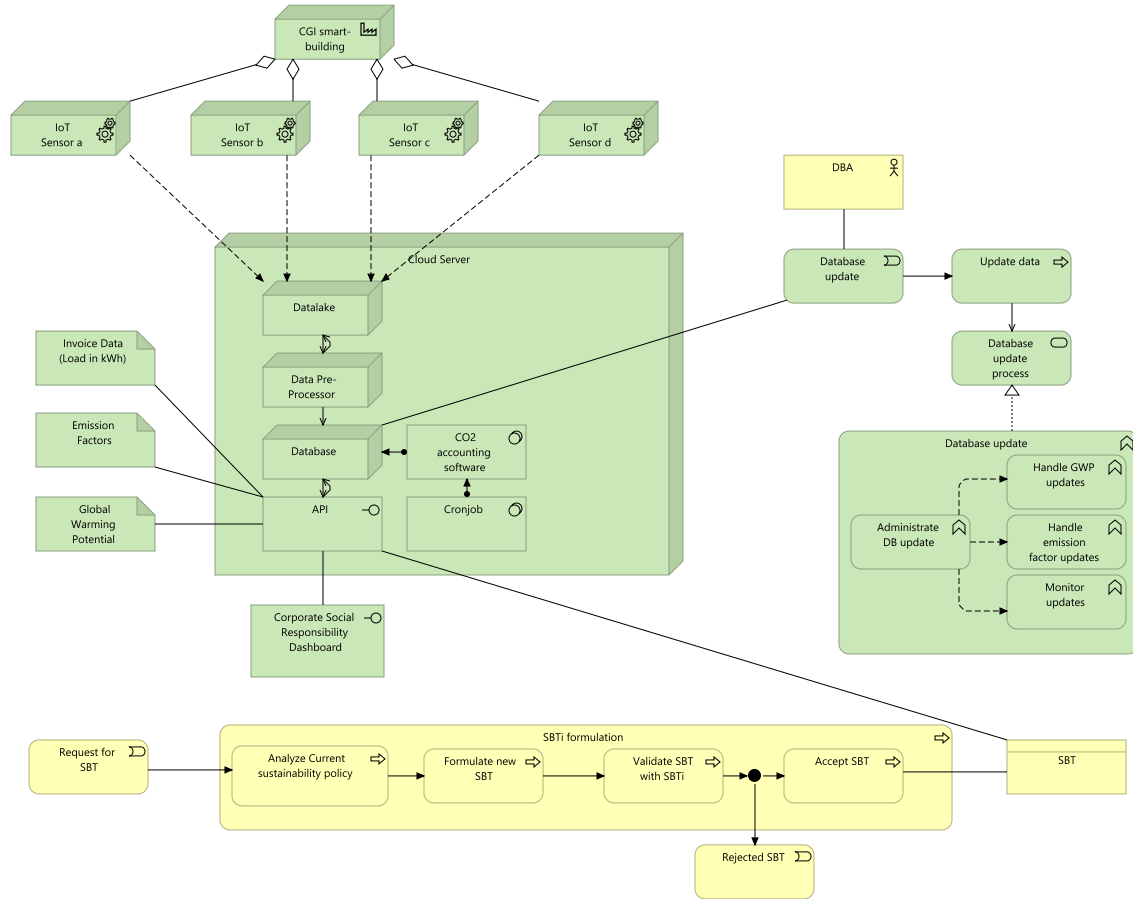 CGI smart-
building
IoT
Sensor a
IoT
Sensor b
IoT
Sensor c
IoT
Sensor d
DBA
Cloud Server
Database
update
Update data
Datalake
Invoice Data
(Load in kWh)
Database
update
process
Data Pre-
Processor
Emission
Factors
Database
CO2
accounting
software
Database update
Handle GWP
updates
Global
Warming
Potential
API
Cronjob
Administrate
DB update
Handle
emission
factor updates
Monitor
updates
Corporate Social
Responsibility
Dashboard
SBTi formulation
Request for
SBT
Analyze Current
sustainability policy
Formulate new
SBT
Validate SBT
with SBTi
Accept SBT
SBT
Rejected SBT